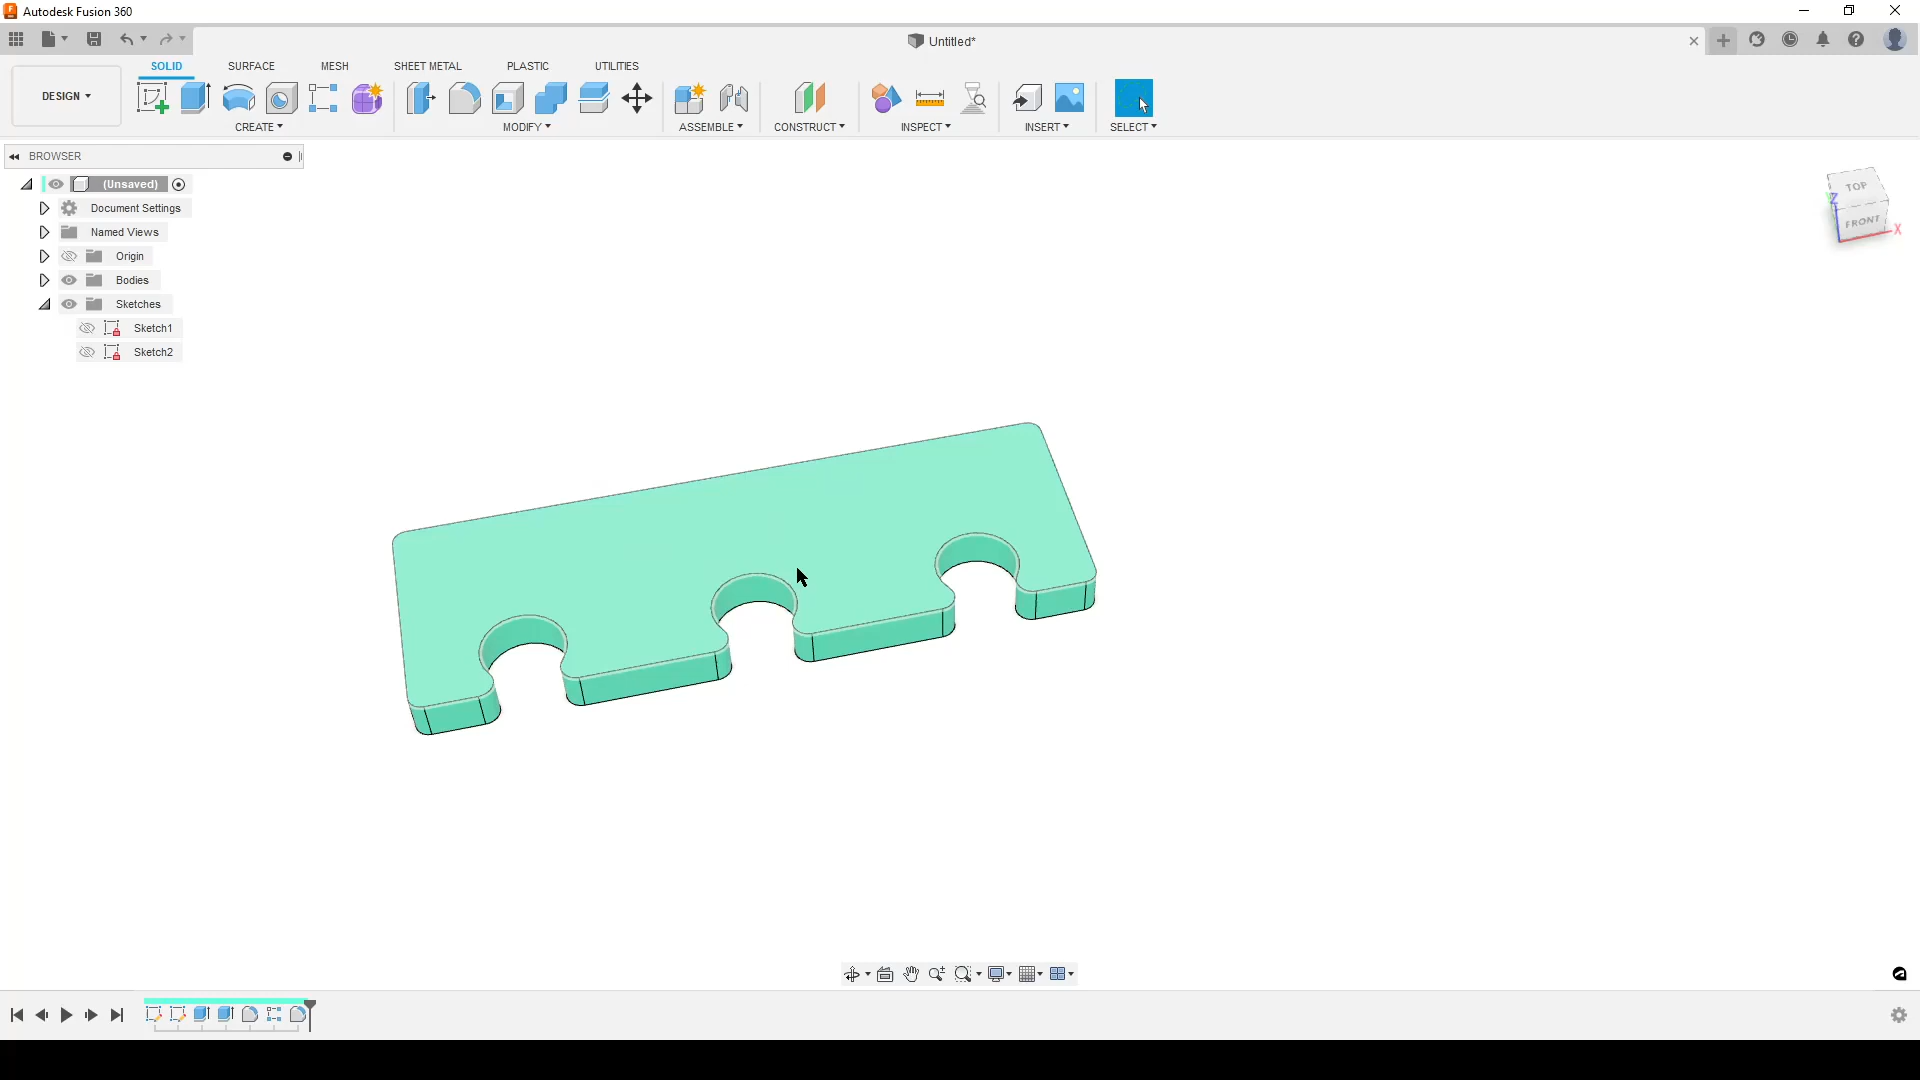 Autodesk Fusion 360
Untitled*
SOLID SURFACE MESH SHEET METAL PLASTIC UTILITIES
DESIGN
CREATE MODIFY ASSEMBLE CONSTRUCT INSPECT INSERT SELECT
BROWSER
(Unsaved)
Document Settings
Named Views
Origin
Bodies
Sketches
Sketch1
Sketch2
TOP
Z
FRONT
X